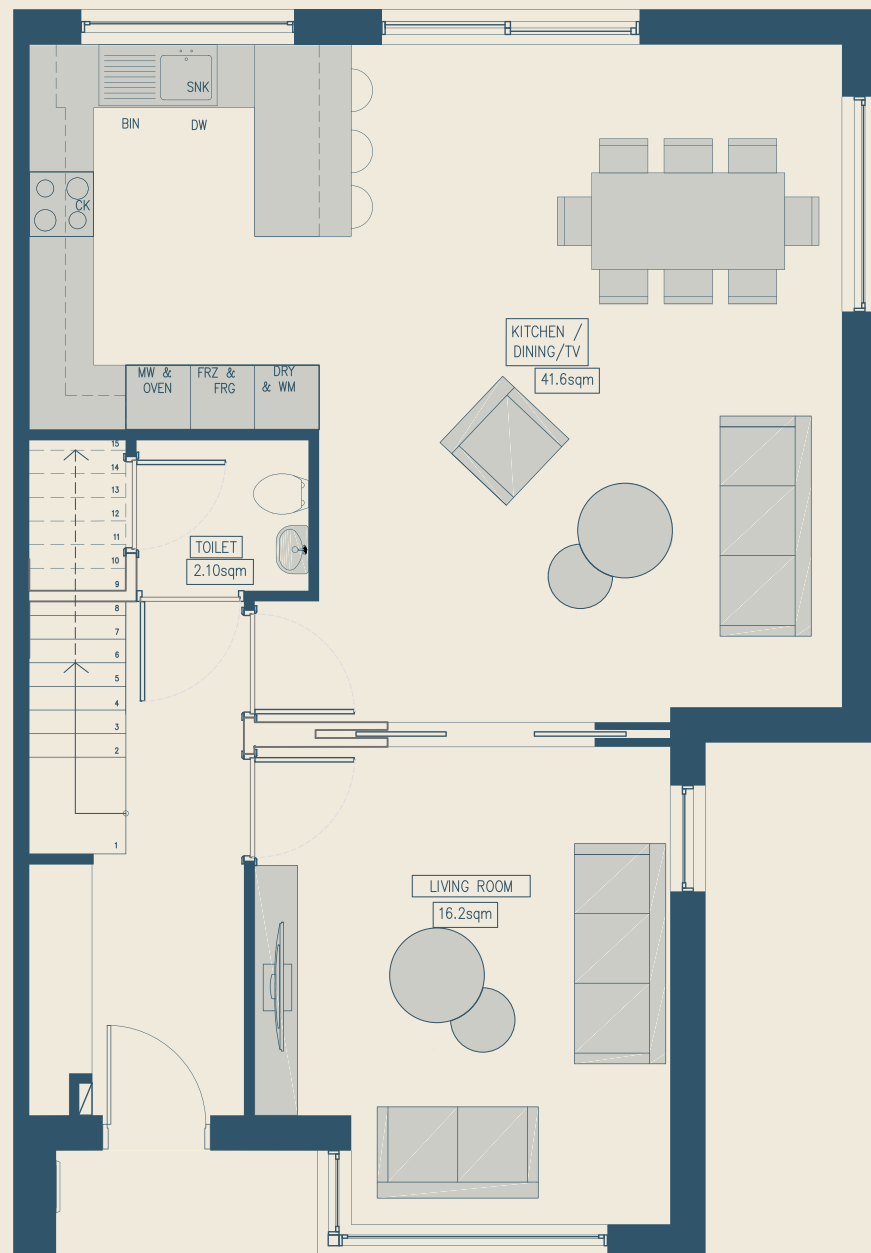 SNK
BIN
DW
CK
KITCHEN /
DINING/TV
41.6sqm
MW &
OVEN
FRZ &
FRG
DRY
& WM
15
14
13
12
11
10
9
8
7
6
5
4
3
2
1
TOILET
2.10sqm
LIVING ROOM
16.2sqm